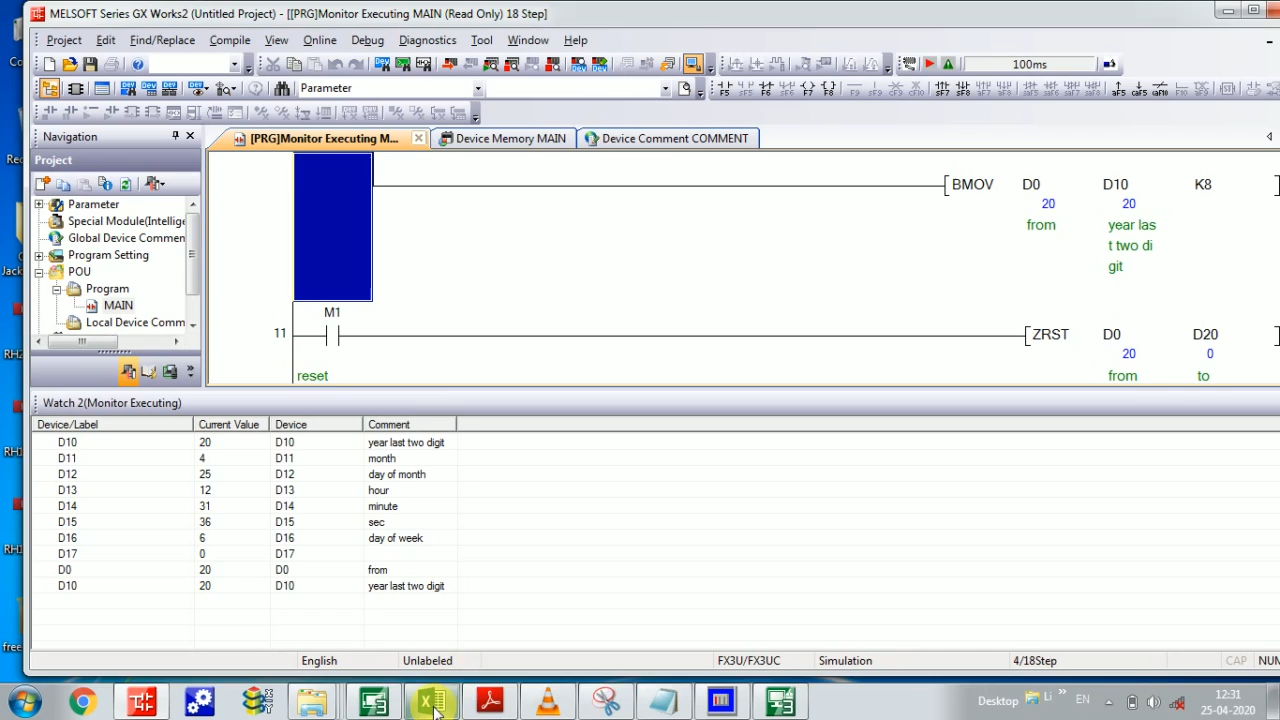 MELSOFT Series GX Works2 (Untitled Project) - [[PRG]Monitor Executing MAIN (Read Only) 18 Step]
Project Edit Find/Replace Compile View Online Debug Diagnostics Tool Window Help
100ms
Parameter
Navigation
[PRG]Monitor Executing M... Device Memory MAIN Device Comment COMMENT
Project
Parameter
Special Module(Intellige
Global Device Commen
Program Setting
POU
Program
MAIN
Local Device Comm
BMOV D0 D10 K8
20 20
from year las
t two di
git
M1
11 ZRST D0 D20
20 0
reset from to
Watch 2(Monitor Executing)
Device/Label Current Value Device Comment
D10 20 D10 year last two digit
D11 4 D11 month
D12 25 D12 day of month
D13 12 D13 hour
D14 31 D14 minute
D15 36 D15 sec
D16 6 D16 day of week
D17 0 D17
D0 20 D0 from
D10 20 D10 year last two digit
English Unlabeled FX3U/FX3UC Simulation 4/18Step CAP NUM
Desktop Li » EN 12:31
25-04-2020